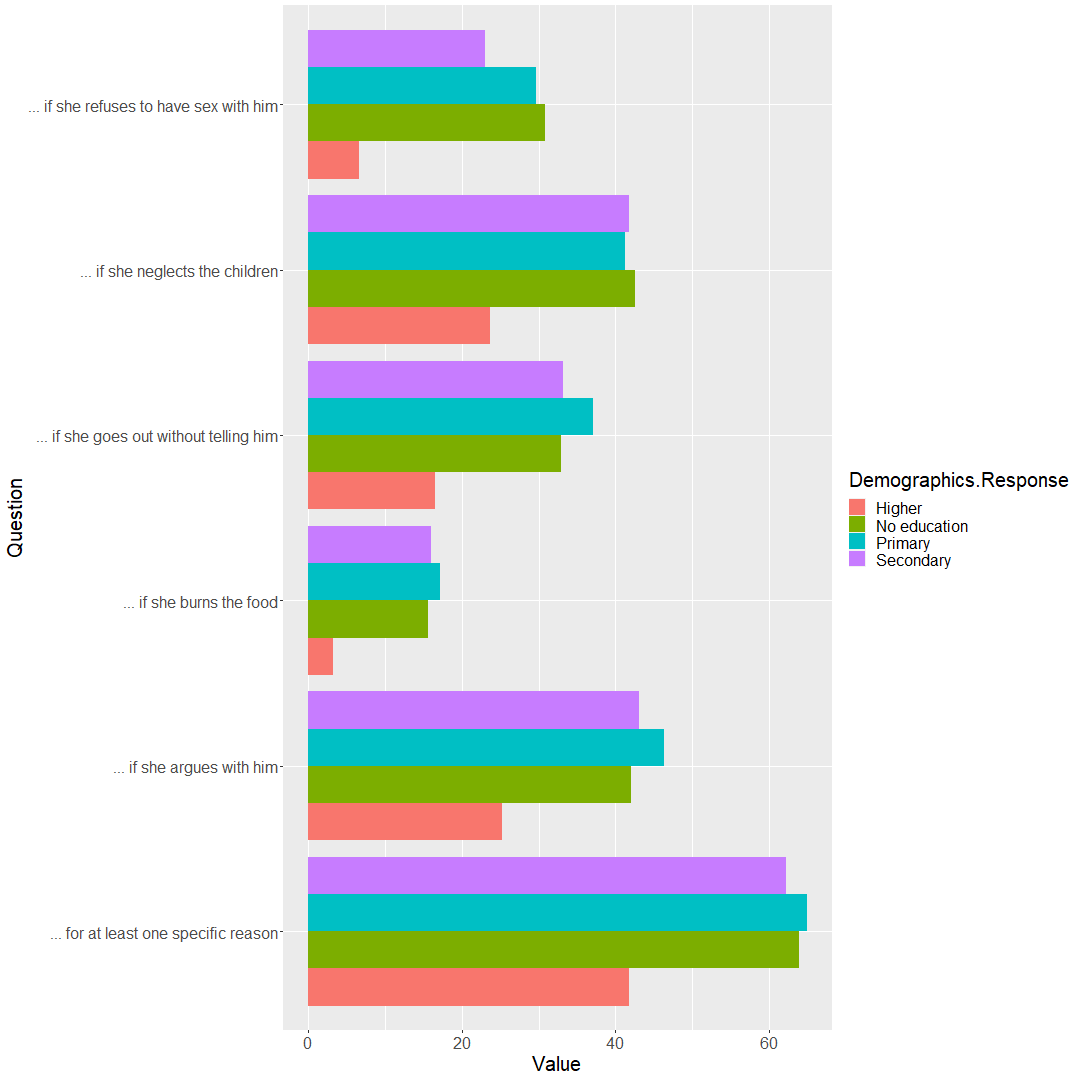 ... if she refuses to have sex with him
... if she neglects the children
... if she goes out without telling him
... if she burns the food
... if she argues with him
... for at least one specific reason
Question
0 20 40 60
Value
Demographics.Response
Higher
No education
Primary
Secondary